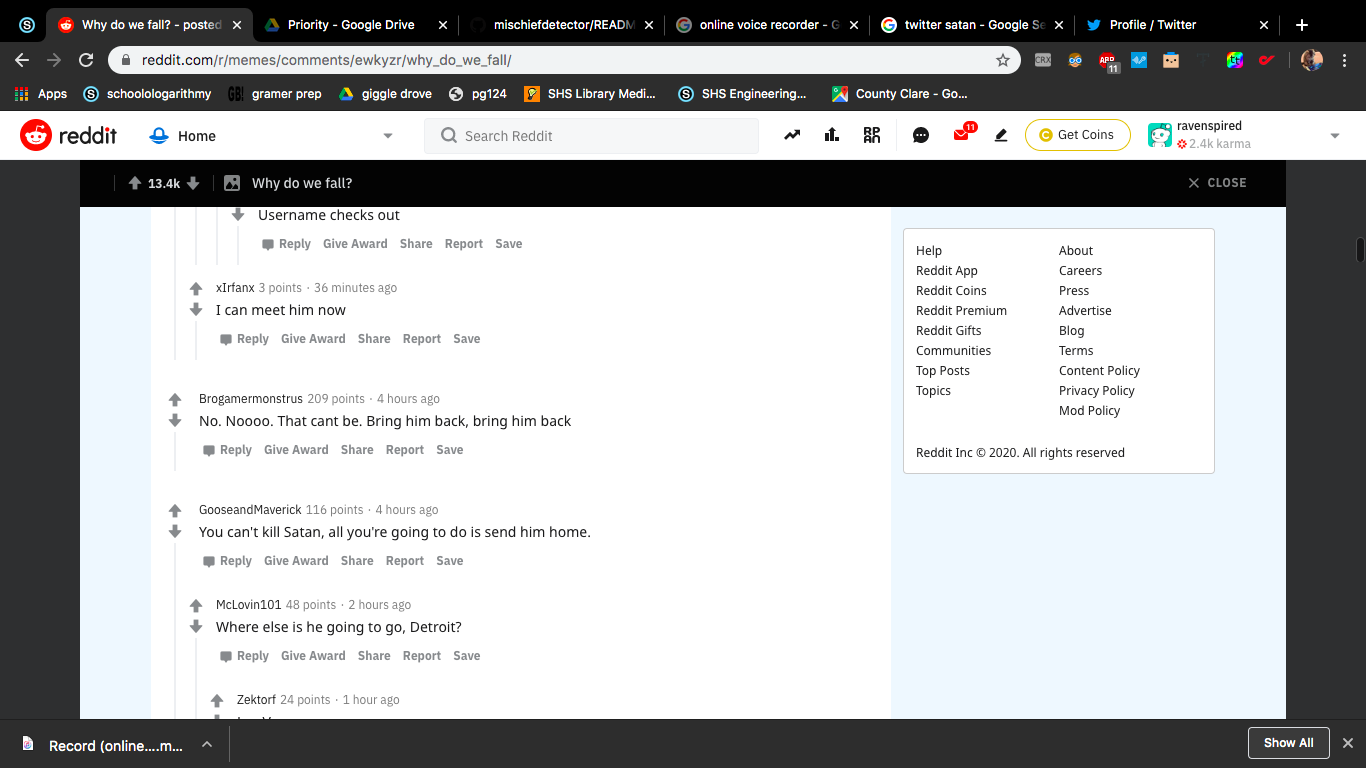 Why do we fall? - posted
Priority - Google Drive
mischiefdetector/READM
online voice recorder - G
twitter satan - Google Se
Profile / Twitter
reddit.com/r/memes/comments/ewkyzr/why_do_we_fall/
CRX
ABP
11
Apps
schoolologarithmy
GB!
gramer prep
giggle drove
pg124
SHS Library Medi...
SHS Engineering...
County Clare - Go...
reddit
Home
Search Reddit
RP
AN
11
Get Coins
ravenspired
2.4k karma
13.4k
Why do we fall?
CLOSE
Username checks out
Reply Give Award Share Report Save
xIrfanx 3 points · 36 minutes ago
I can meet him now
Reply Give Award Share Report Save
Brogamermonstrus 209 points · 4 hours ago
No. Noooo. That cant be. Bring him back, bring him back
Reply Give Award Share Report Save
GooseandMaverick 116 points · 4 hours ago
You can't kill Satan, all you're going to do is send him home.
Reply Give Award Share Report Save
McLovin101 48 points · 2 hours ago
Where else is he going to go, Detroit?
Reply Give Award Share Report Save
Zektorf 24 points · 1 hour ago
Help
About
Reddit App
Careers
Reddit Coins
Press
Reddit Premium
Advertise
Reddit Gifts
Blog
Communities
Terms
Top Posts
Content Policy
Topics
Privacy Policy
Mod Policy
Reddit Inc © 2020. All rights reserved
Record (online....m...
Show All